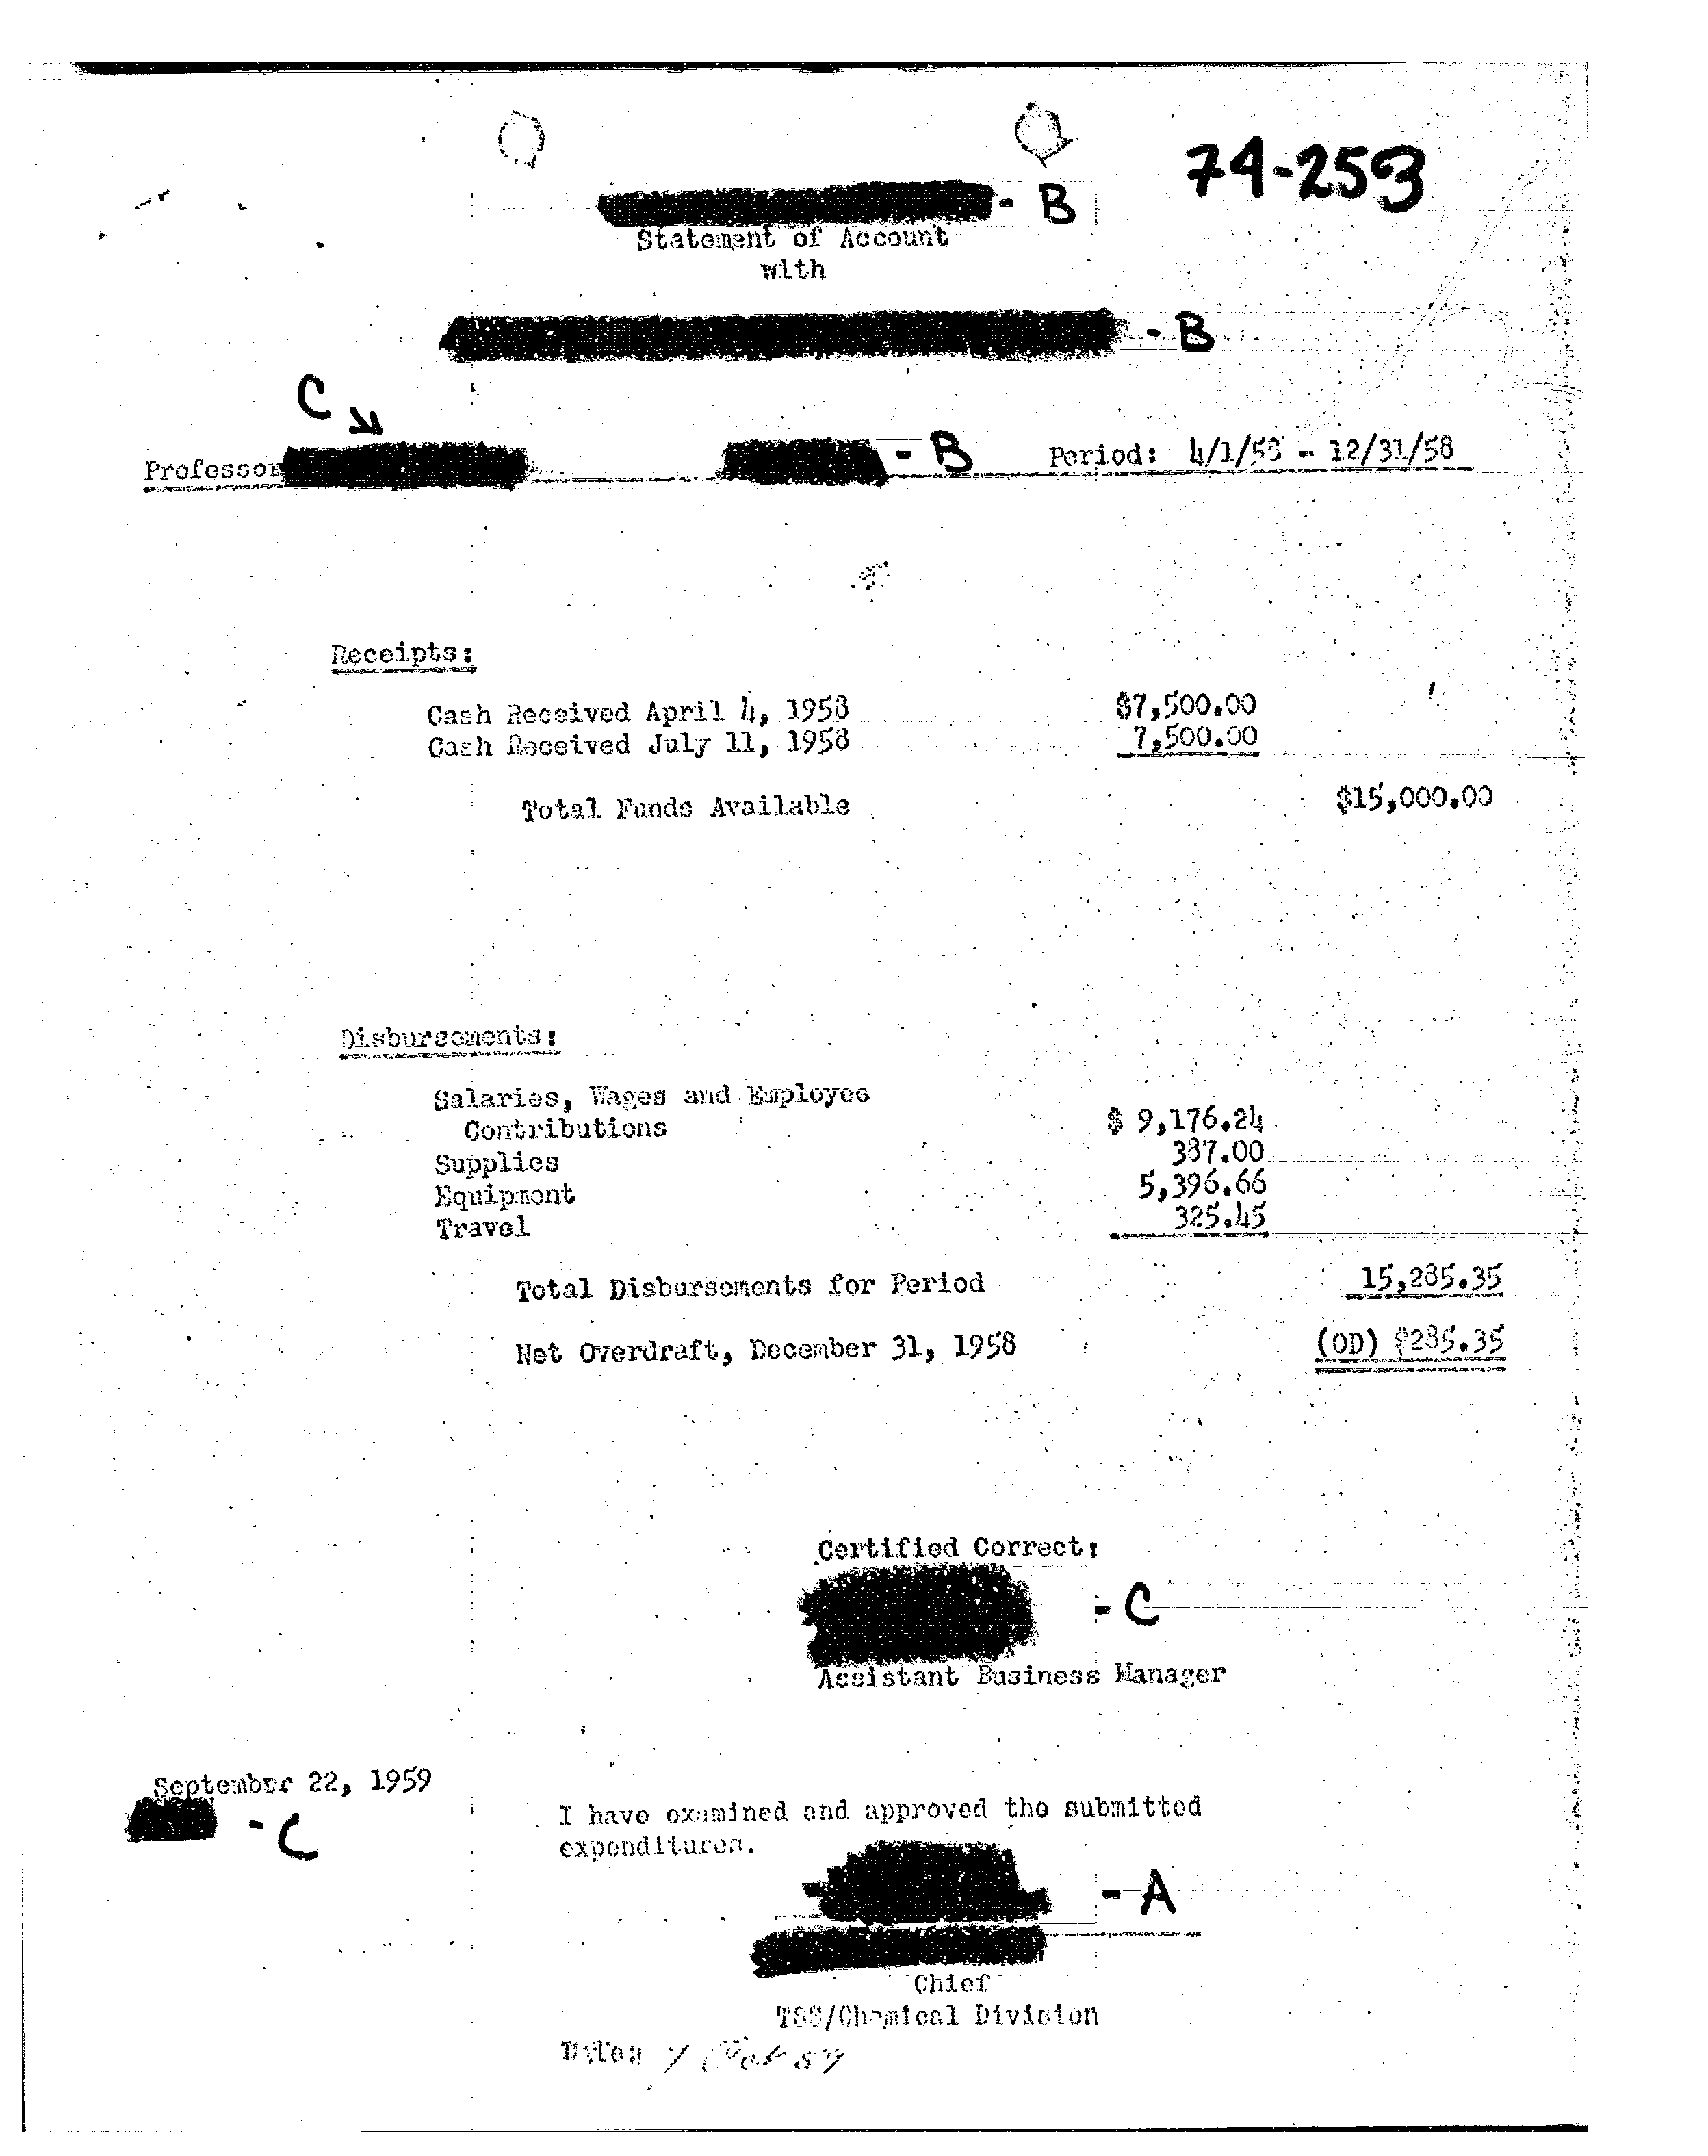 74-253
- B
Statement of Account
with
- B
C
Professor - B Period: 4/1/58 - 12/31/58
Receipts:
Cash Received April 4, 1958 $7,500.00
Cash Received July 11, 1958 7,500.00
Total Funds Available $15,000.00
Disbursements:
Salaries, Wages and Employee
Contributions $ 9,176.24
Supplies 387.00
Equipment 5,396.66
Travel 325.45
Total Disbursements for Period 15,285.35
Net Overdraft, December 31, 1958 (OD) $285.35
Certified Correct:
- C
Assistant Business Manager
September 22, 1959
- C
I have examined and approved the submitted
expenditures.
- A
Chief
TSS/Chemical Division